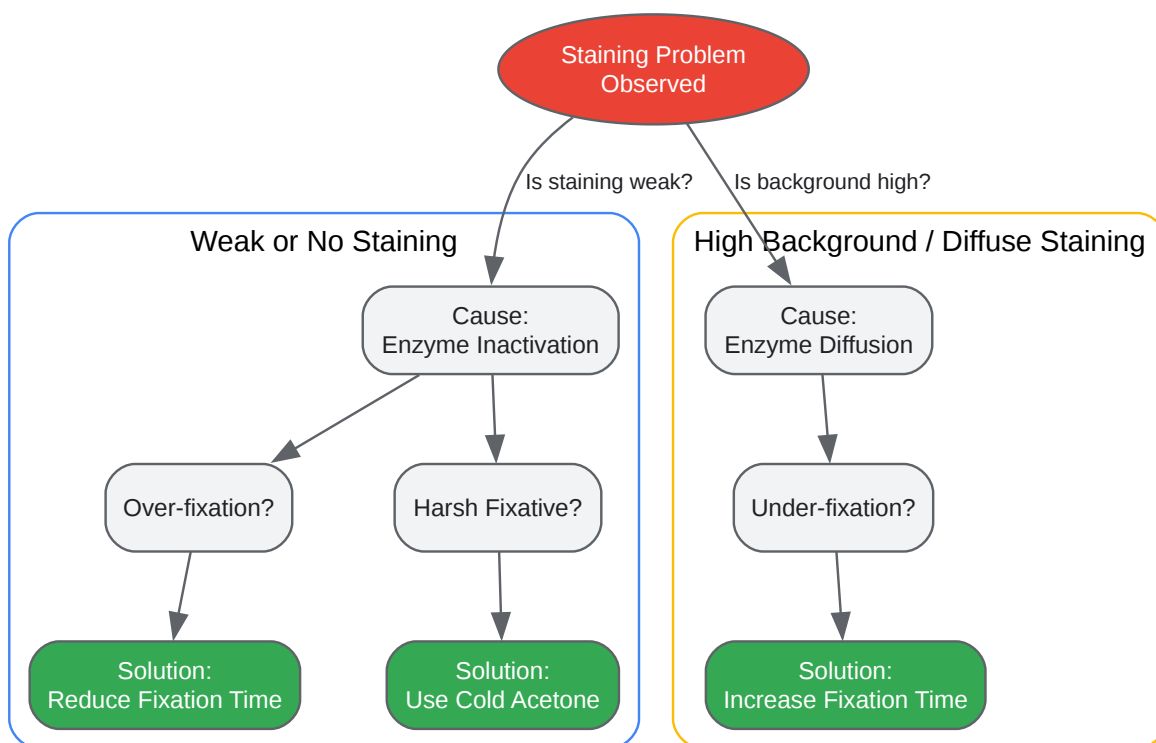 Staining Problem
Observed
Is staining weak?
Is background high?
Weak or No Staining
High Background / Diffuse Staining
Cause:
Enzyme Inactivation
Cause:
Enzyme Diffusion
Over-fixation?
Harsh Fixative?
Under-fixation?
Solution:
Reduce Fixation Time
Solution:
Use Cold Acetone
Solution:
Increase Fixation Time